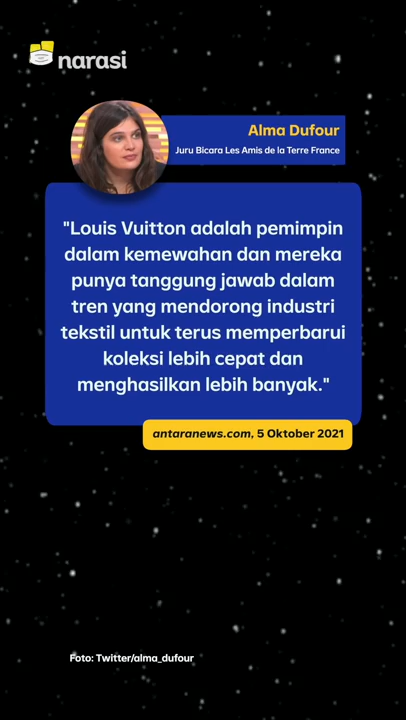 narasi
Alma Dufour
Juru Bicara Les Amis de la Terre France
"Louis Vuitton adalah pemimpin
dalam kemewahan dan mereka
punya tanggung jawab dalam
tren yang mendorong industri
tekstil untuk terus memperbarui
koleksi lebih cepat dan
menghasilkan lebih banyak."
antaranews.com, 5 Oktober 2021
Foto: Twitter/alma_dufour